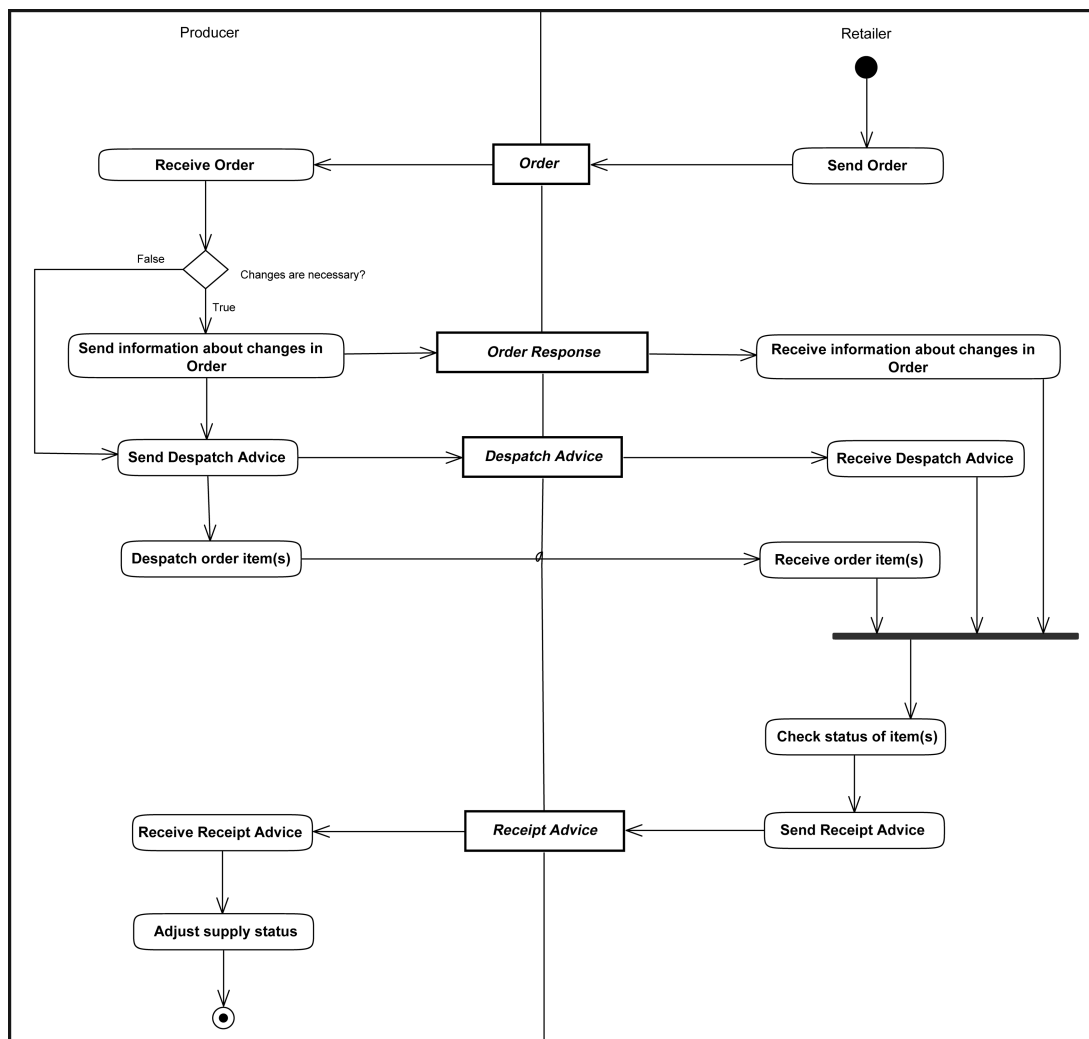 Producer
Retailer
Receive Order
Order
Send Order
False
Changes are necessary?
True
Send information about changes in
Order
Order Response
Receive information about changes in
Order
Send Despatch Advice
Despatch Advice
Receive Despatch Advice
Despatch order item(s)
Receive order item(s)
Check status of item(s)
Receive Receipt Advice
Receipt Advice
Send Receipt Advice
Adjust supply status